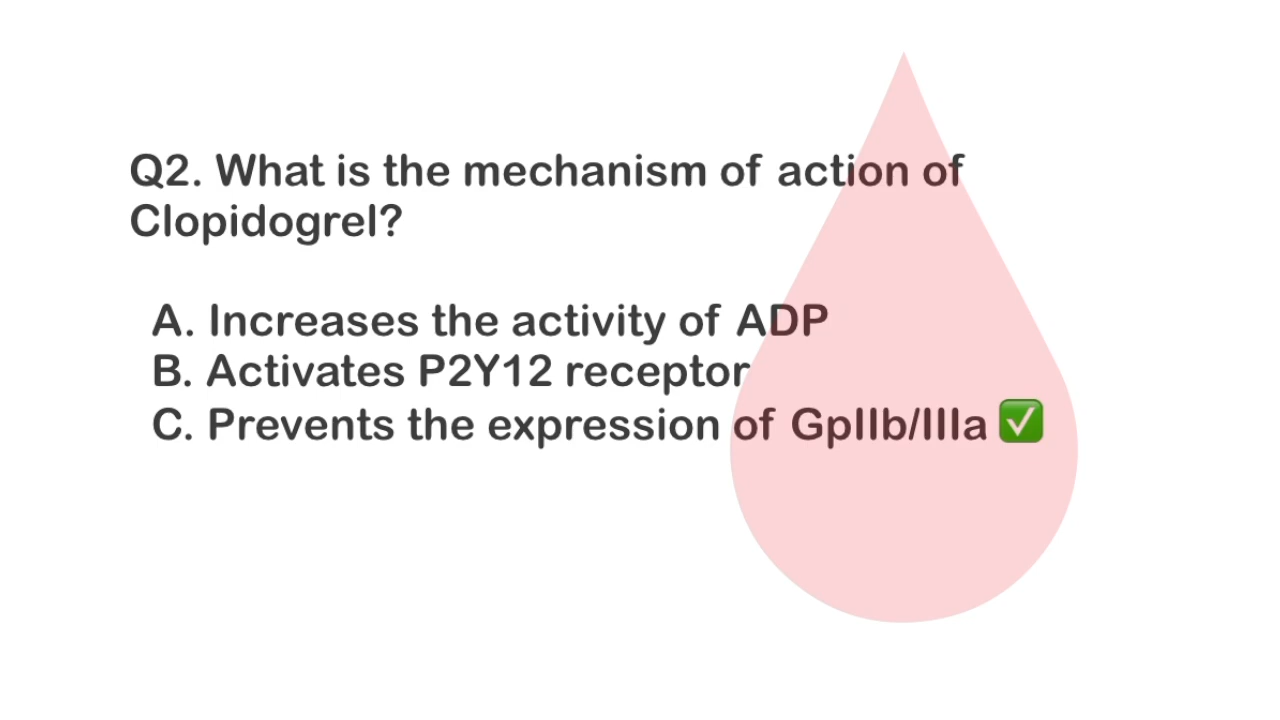 Q2. What is the mechanism of action of
Clopidogrel?
A. Increases the activity of ADP
B. Activates P2Y12 receptor
C. Prevents the expression of GpIIb/IIIa ✅